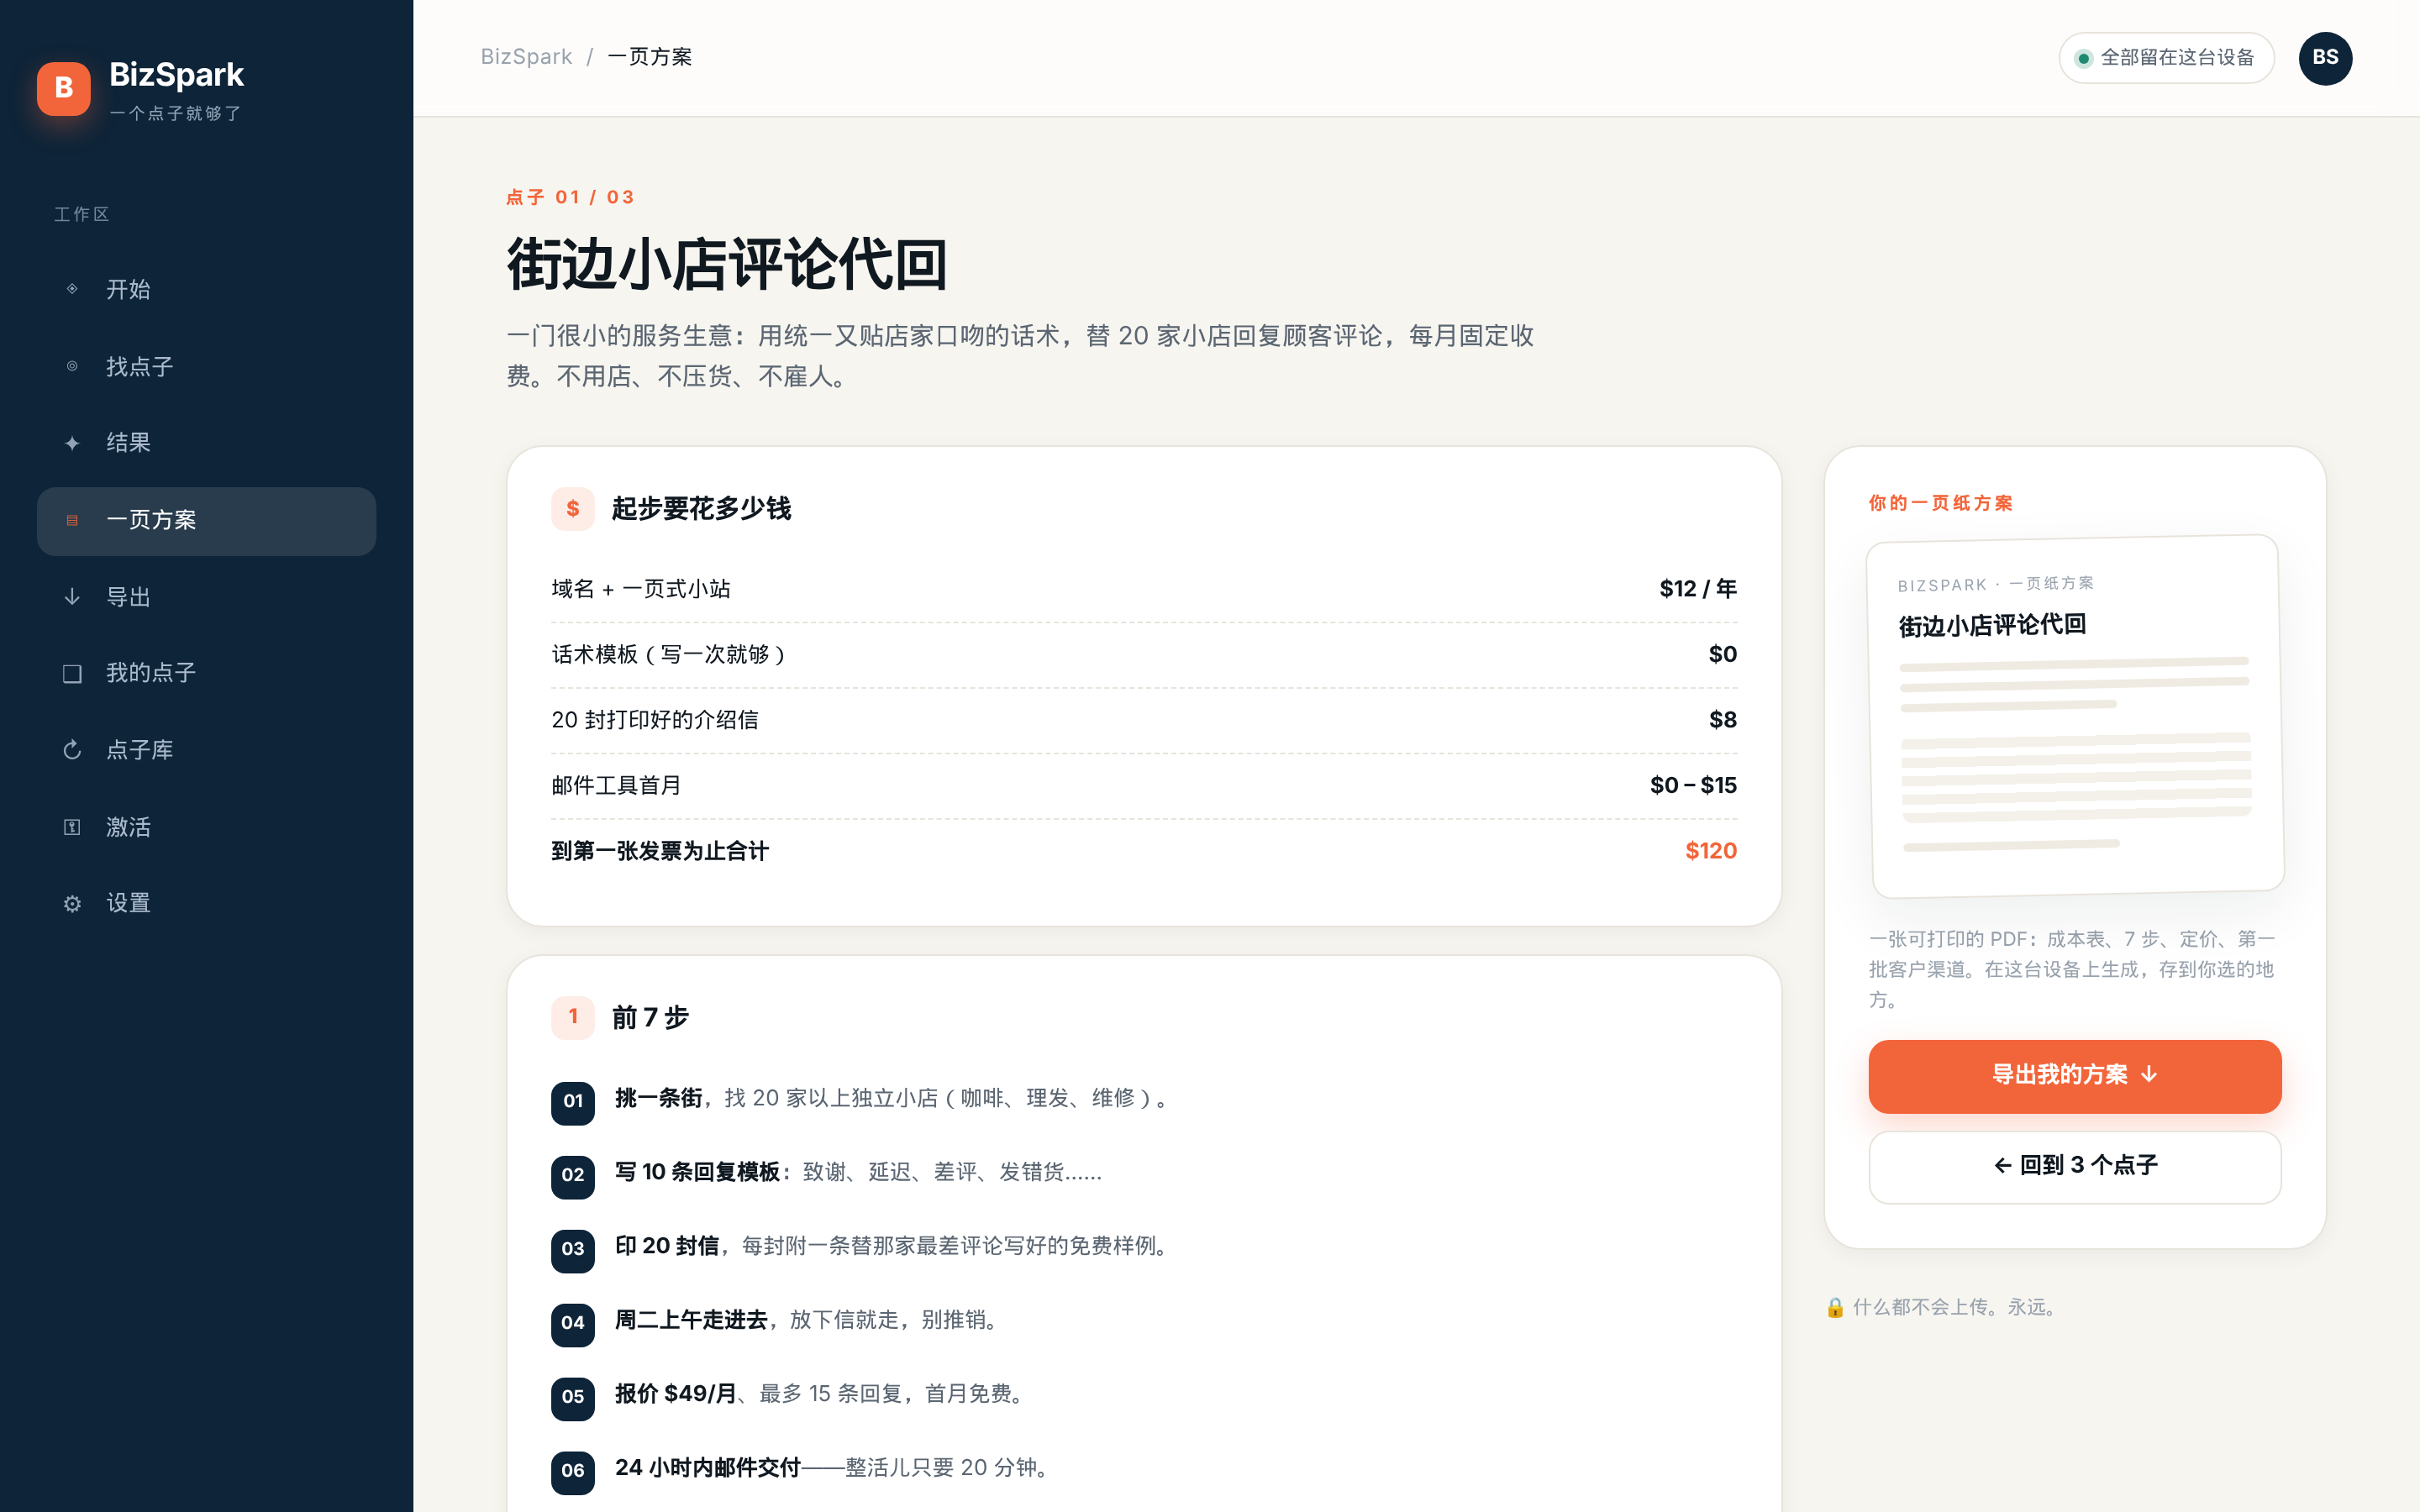 B
BizSpark
一个点子就够了
工作区
开始
找点子
结果
一页方案
导出
我的点子
点子库
激活
设置
BizSpark / 一页方案
全部留在这台设备
BS
点子 01 / 03
街边小店评论代回
一门很小的服务生意：用统一又贴店家口吻的话术，替 20 家小店回复顾客评论，每月固定收
费。不用店、不压货、不雇人。
$ 起步要花多少钱
域名 + 一页式小站 $12 / 年
话术模板（写一次就够） $0
20 封打印好的介绍信 $8
邮件工具首月 $0 – $15
到第一张发票为止合计 $120
1 前 7 步
01 挑一条街，找 20 家以上独立小店（咖啡、理发、维修）。
02 写 10 条回复模板：致谢、延迟、差评、发错货……
03 印 20 封信，每封附一条替那家最差评论写好的免费样例。
04 周二上午走进去，放下信就走，别推销。
05 报价 $49/月、最多 15 条回复，首月免费。
06 24 小时内邮件交付——整活儿只要 20 分钟。
你的一页纸方案
BIZSPARK · 一页纸方案
街边小店评论代回
一张可打印的 PDF：成本表、7 步、定价、第一
批客户渠道。在这台设备上生成，存到你选的地
方。
导出我的方案 ↓
← 回到 3 个点子
🔒 什么都不会上传。永远。